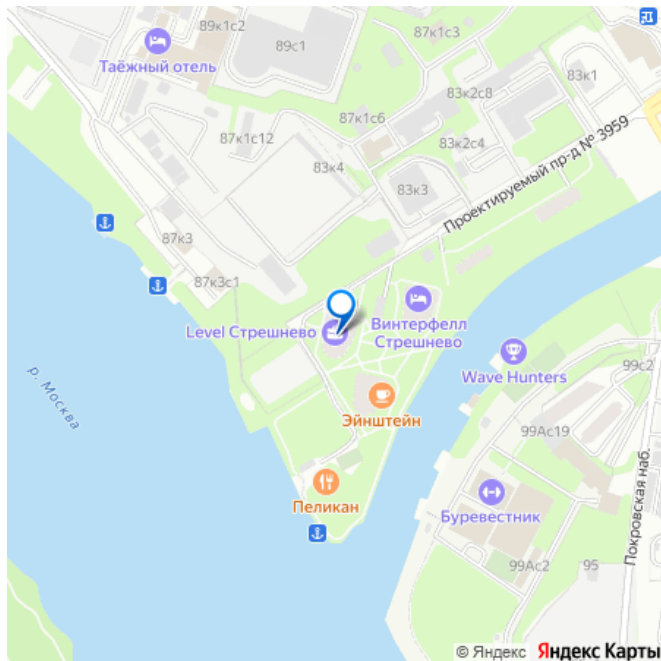 89к1с2
Таёжный отель
89с1
87к1с3
83к1
83к2с8
87к1с6
87к1с12
83к2с4
83к4
83к3
Проектируемый пр-д № 3959
87к3
87к3с1
Level Стрешнево
Винтерфелл
Стрешнево
Wave Hunters
99с2
р. Москва
Эйнштейн
99Ас19
Пеликан
Буревестник
Покровская наб.
99Ас2
95
© Яндекс Яндекс Карты